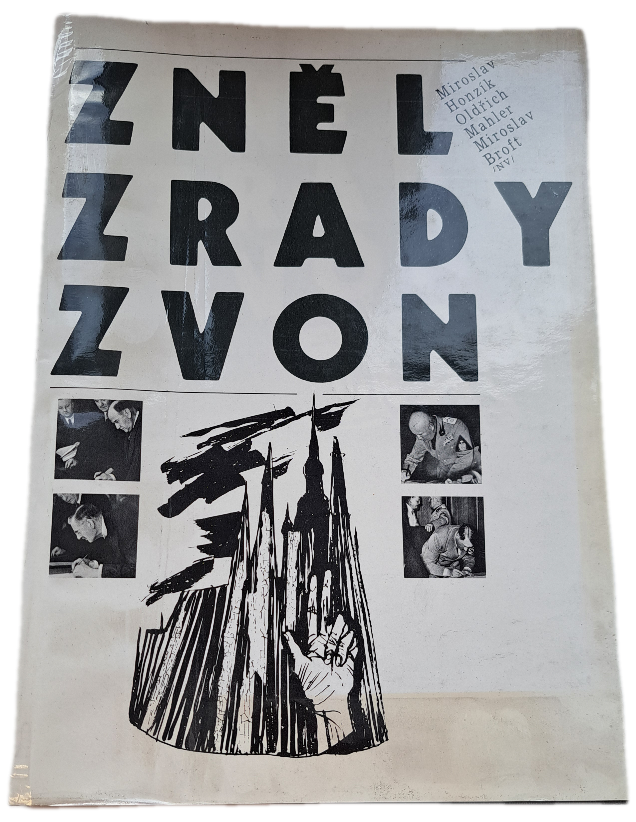 ZNĚL
ZRADY
ZVON
Miroslav
Honzík
Oldřich
Mahler
Miroslav
Broft
/NV/